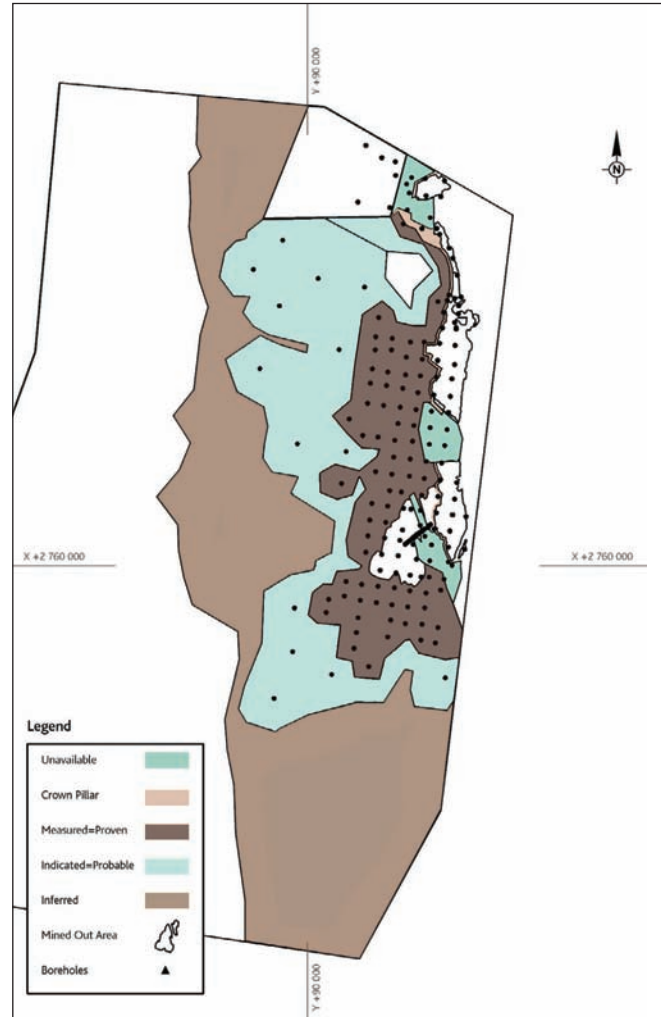 Y +90 000
N
X +2 760 000
X +2 760 000
Legend
Unavailable
Crown Pillar
Measured=Proven
Indicated=Probable
Inferred
Mined Out Area
Boreholes
Y +90 000